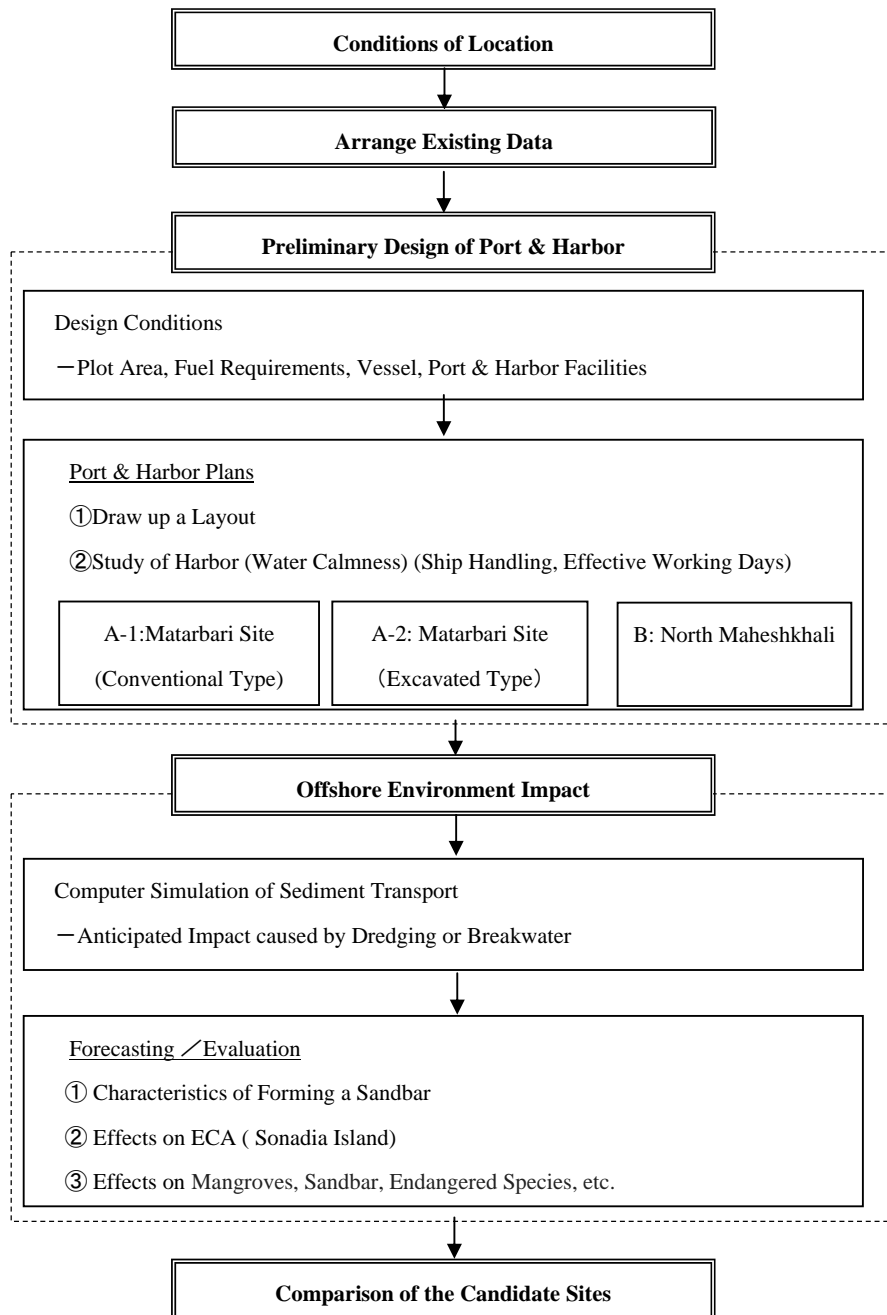 Conditions of Location
Arrange Existing Data
Preliminary Design of Port & Harbor
Design Conditions
－Plot Area, Fuel Requirements, Vessel, Port & Harbor Facilities
Port & Harbor Plans
①Draw up a Layout
②Study of Harbor (Water Calmness) (Ship Handling, Effective Working Days)
A-1:Matarbari Site
(Conventional Type)
A-2: Matarbari Site
（Excavated Type）
B: North Maheshkhali
Offshore Environment Impact
Computer Simulation of Sediment Transport
－Anticipated Impact caused by Dredging or Breakwater
Forecasting ／Evaluation
① Characteristics of Forming a Sandbar
② Effects on ECA ( Sonadia Island)
③ Effects on Mangroves, Sandbar, Endangered Species, etc.
Comparison of the Candidate Sites